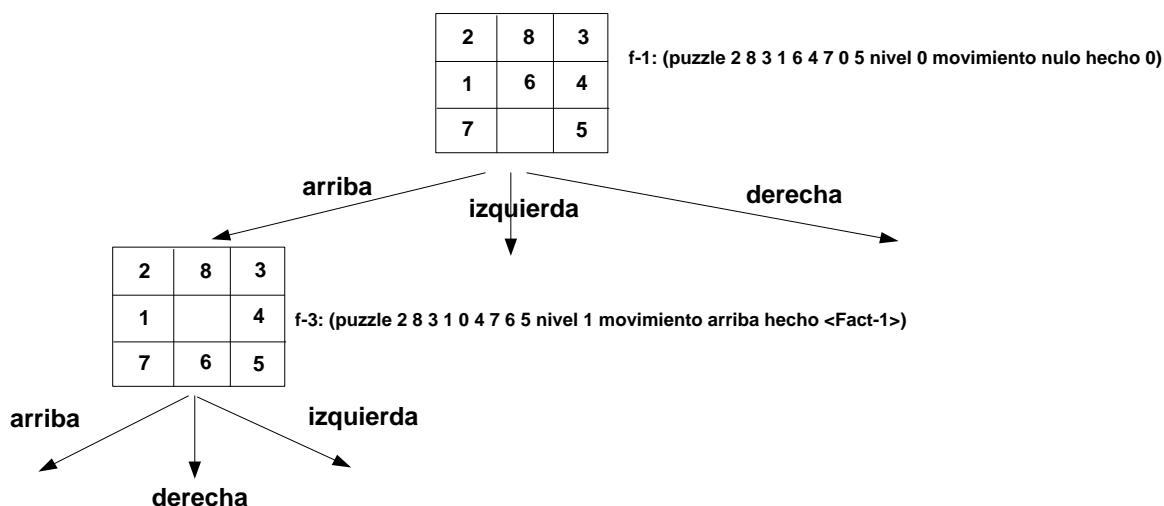 2 8 3
f-1: (puzzle 2 8 3 1 6 4 7 0 5 nivel 0 movimiento nulo hecho 0)
1 6 4
7 5
arriba
izquierda
derecha
2 8 3
1 4
f-3: (puzzle 2 8 3 1 0 4 7 6 5 nivel 1 movimiento arriba hecho <Fact-1>)
7 6 5
arriba
izquierda
derecha